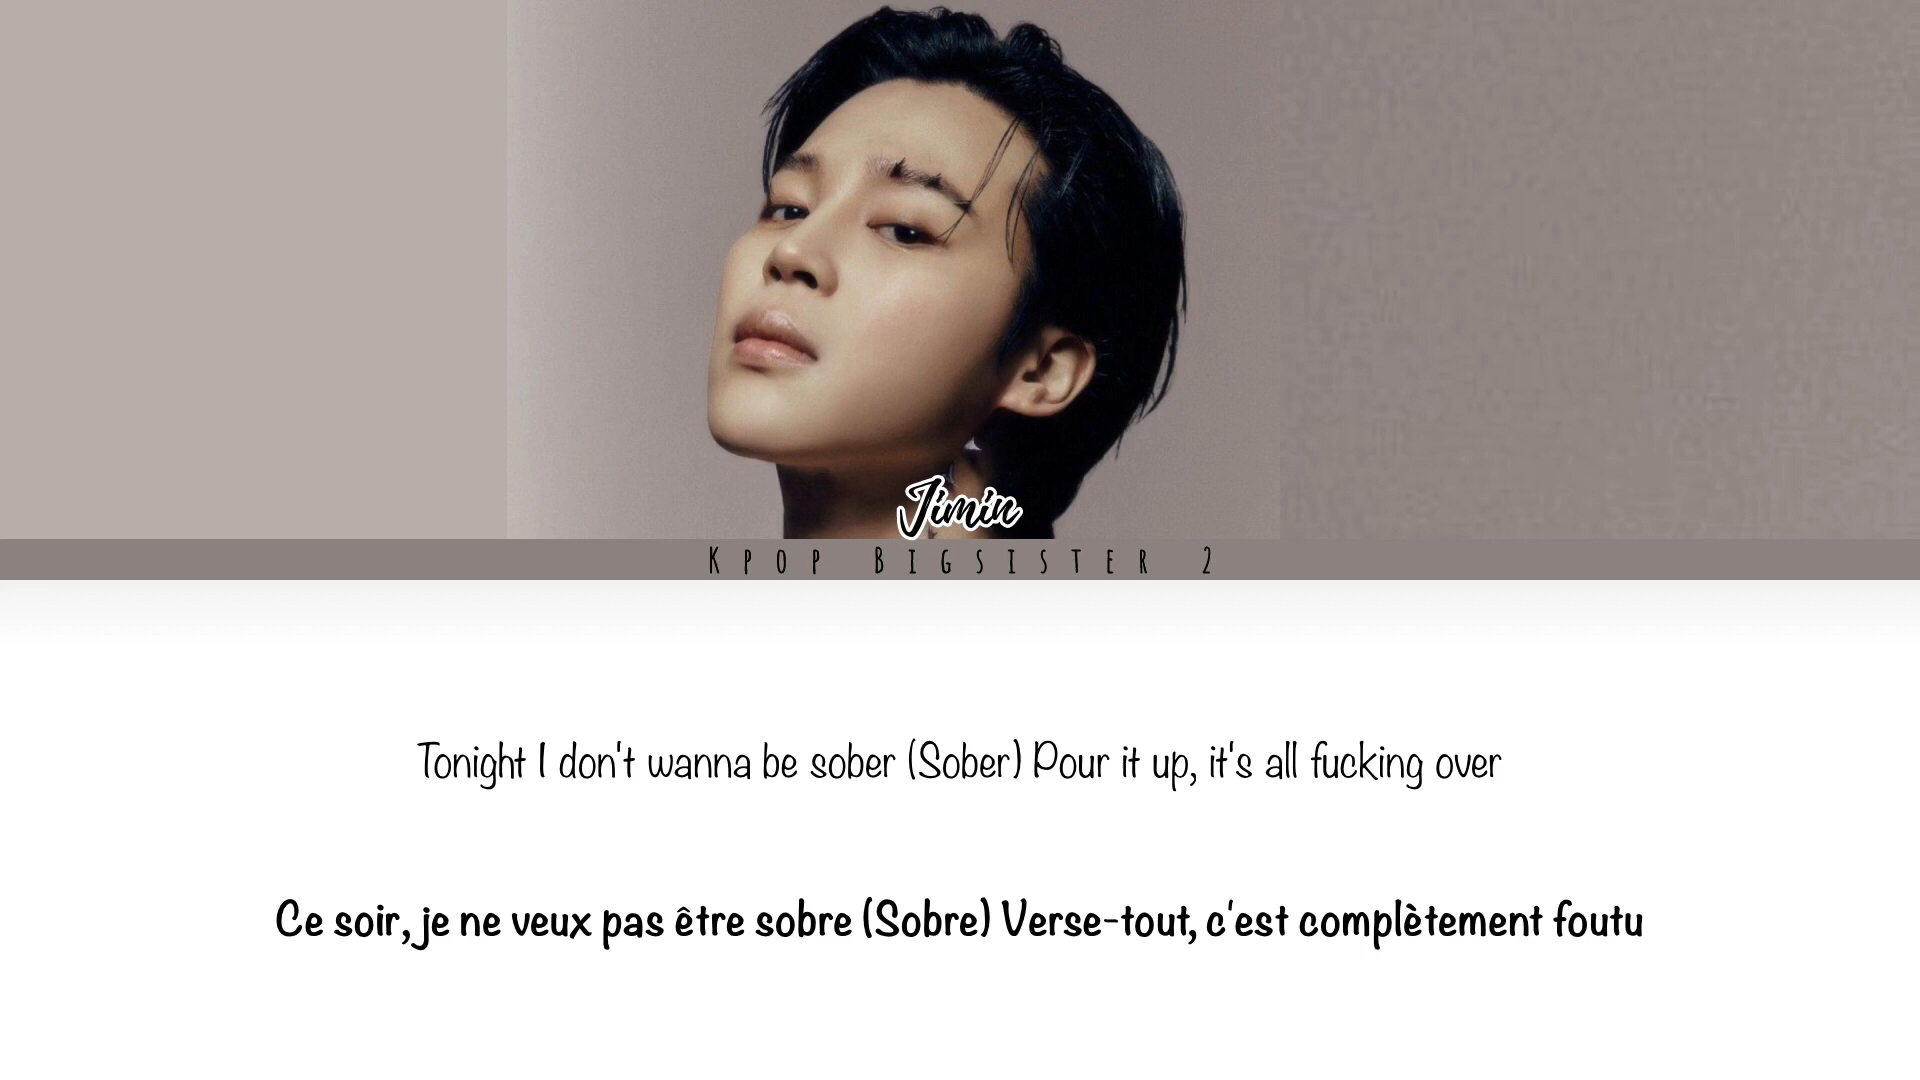 Jimin
Kpop Bigsister 2
Tonight I don't wanna be sober (Sober) Pour it up, it's all fucking over
Ce soir, je ne veux pas être sobre (Sobre) Verse-tout, c'est complètement foutu